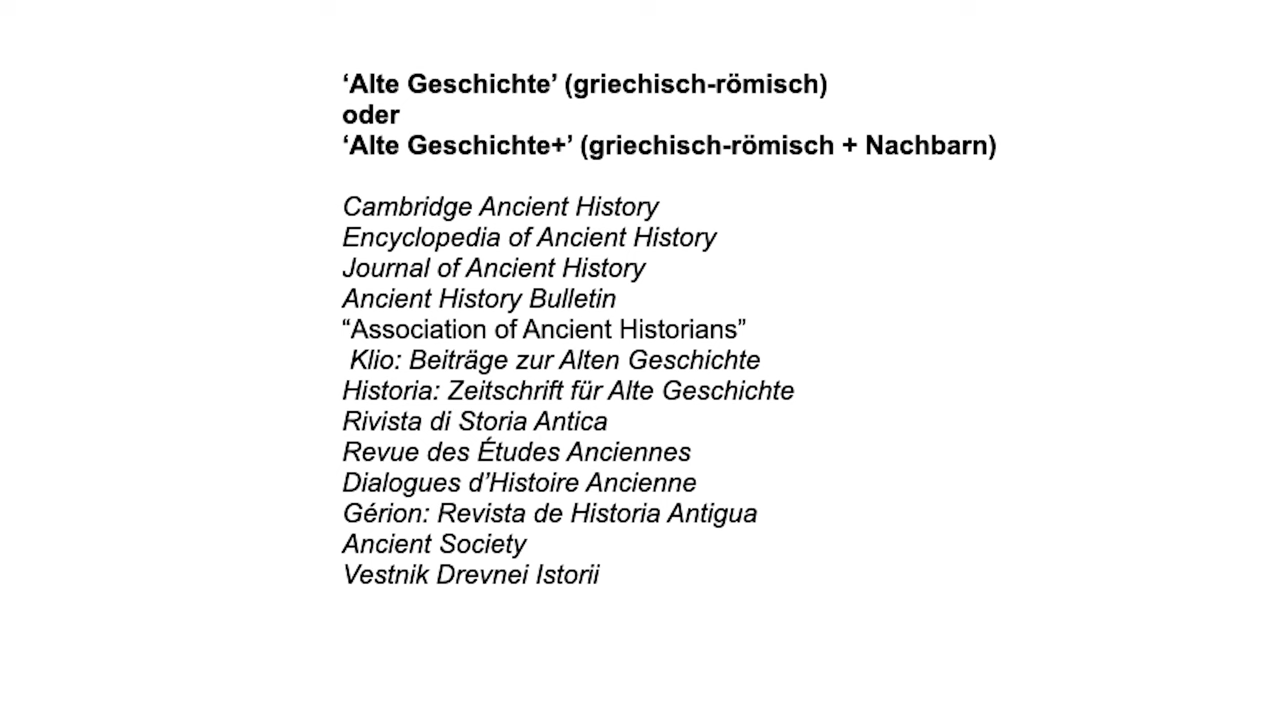 ‘Alte Geschichte’ (griechisch-römisch)
oder
‘Alte Geschichte+’ (griechisch-römisch + Nachbarn)
Cambridge Ancient History
Encyclopedia of Ancient History
Journal of Ancient History
Ancient History Bulletin
“Association of Ancient Historians”
Klio: Beiträge zur Alten Geschichte
Historia: Zeitschrift für Alte Geschichte
Rivista di Storia Antica
Revue des Études Anciennes
Dialogues d’Histoire Ancienne
Gérion: Revista de Historia Antigua
Ancient Society
Vestnik Drevnei Istorii